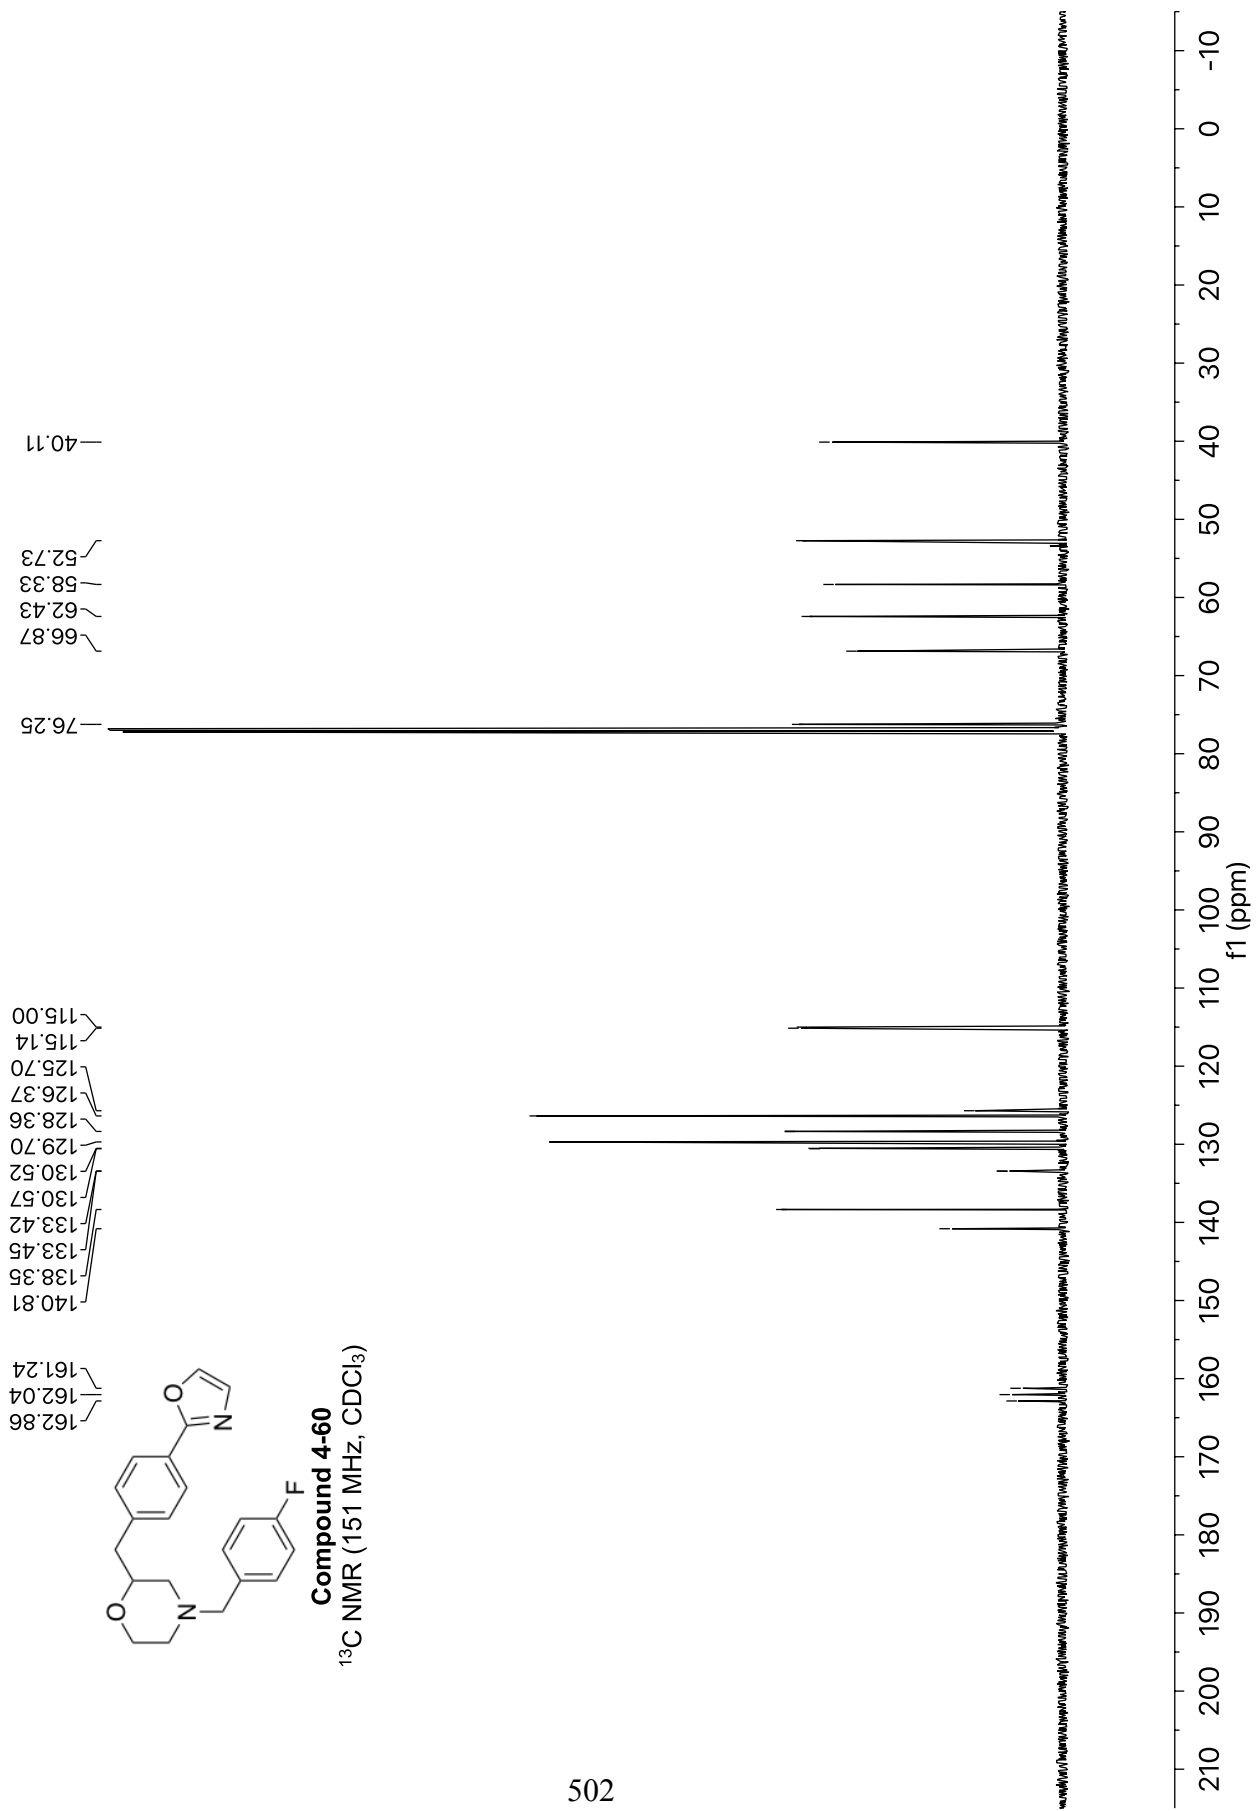 162.86
162.04
161.24
140.81
138.35
133.45
133.42
130.57
130.52
129.70
128.36
126.37
125.70
115.14
115.00
76.25
66.87
62.43
58.33
52.73
40.11
O
N
O
N
F
Compound 4-60
¹³C NMR (151 MHz, CDCl₃)
210 200 190 180 170 160 150 140 130 120 110 100 90 80 70 60 50 40 30 20 10 0 -10
f1 (ppm)
502